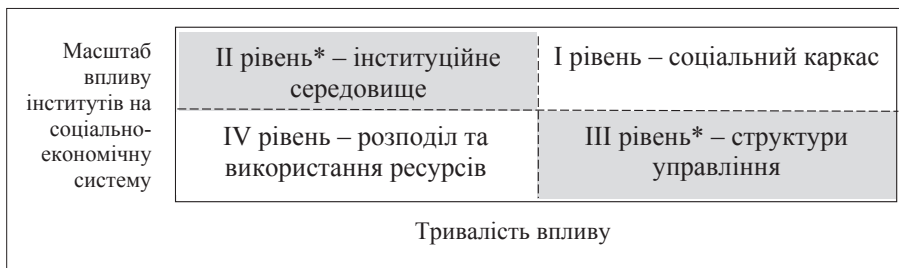 Масштаб
впливу
інститутів на
соціально-
економічну
систему
ІІ рівень* – інституційне
середовище
І рівень – соціальний каркас
IV рівень – розподіл та
використання ресурсів
ІІІ рівень* – структури
управління
Тривалість впливу